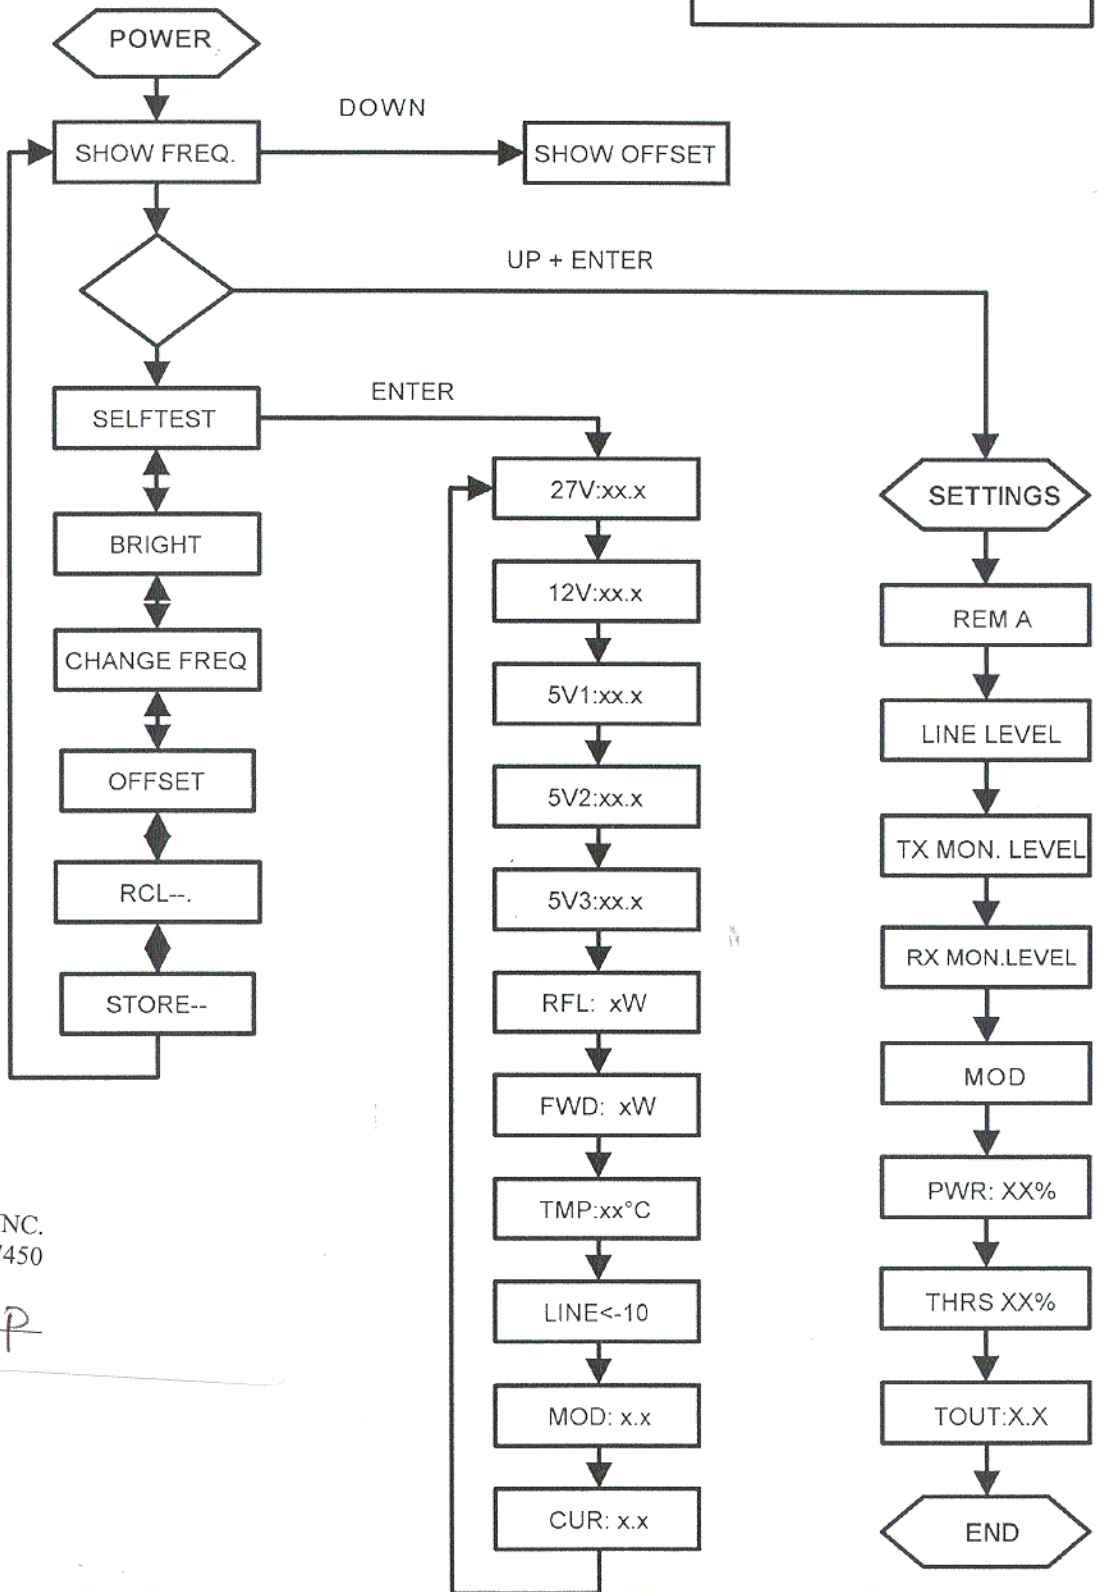 POWER
DOWN
SHOW FREQ.
SHOW OFFSET
UP + ENTER
SELFTEST
ENTER
BRIGHT
CHANGE FREQ
OFFSET
RCL--.
STORE--
27V:xx.x
12V:xx.x
5V1:xx.x
5V2:xx.x
5V3:xx.x
RFL: xW
FWD: xW
TMP:xx°C
LINE<-10
MOD: x.x
CUR: x.x
SETTINGS
REM A
LINE LEVEL
TX MON. LEVEL
RX MON.LEVEL
MOD
PWR: XX%
THRS XX%
TOUT:X.X
END
NC.
7450
P